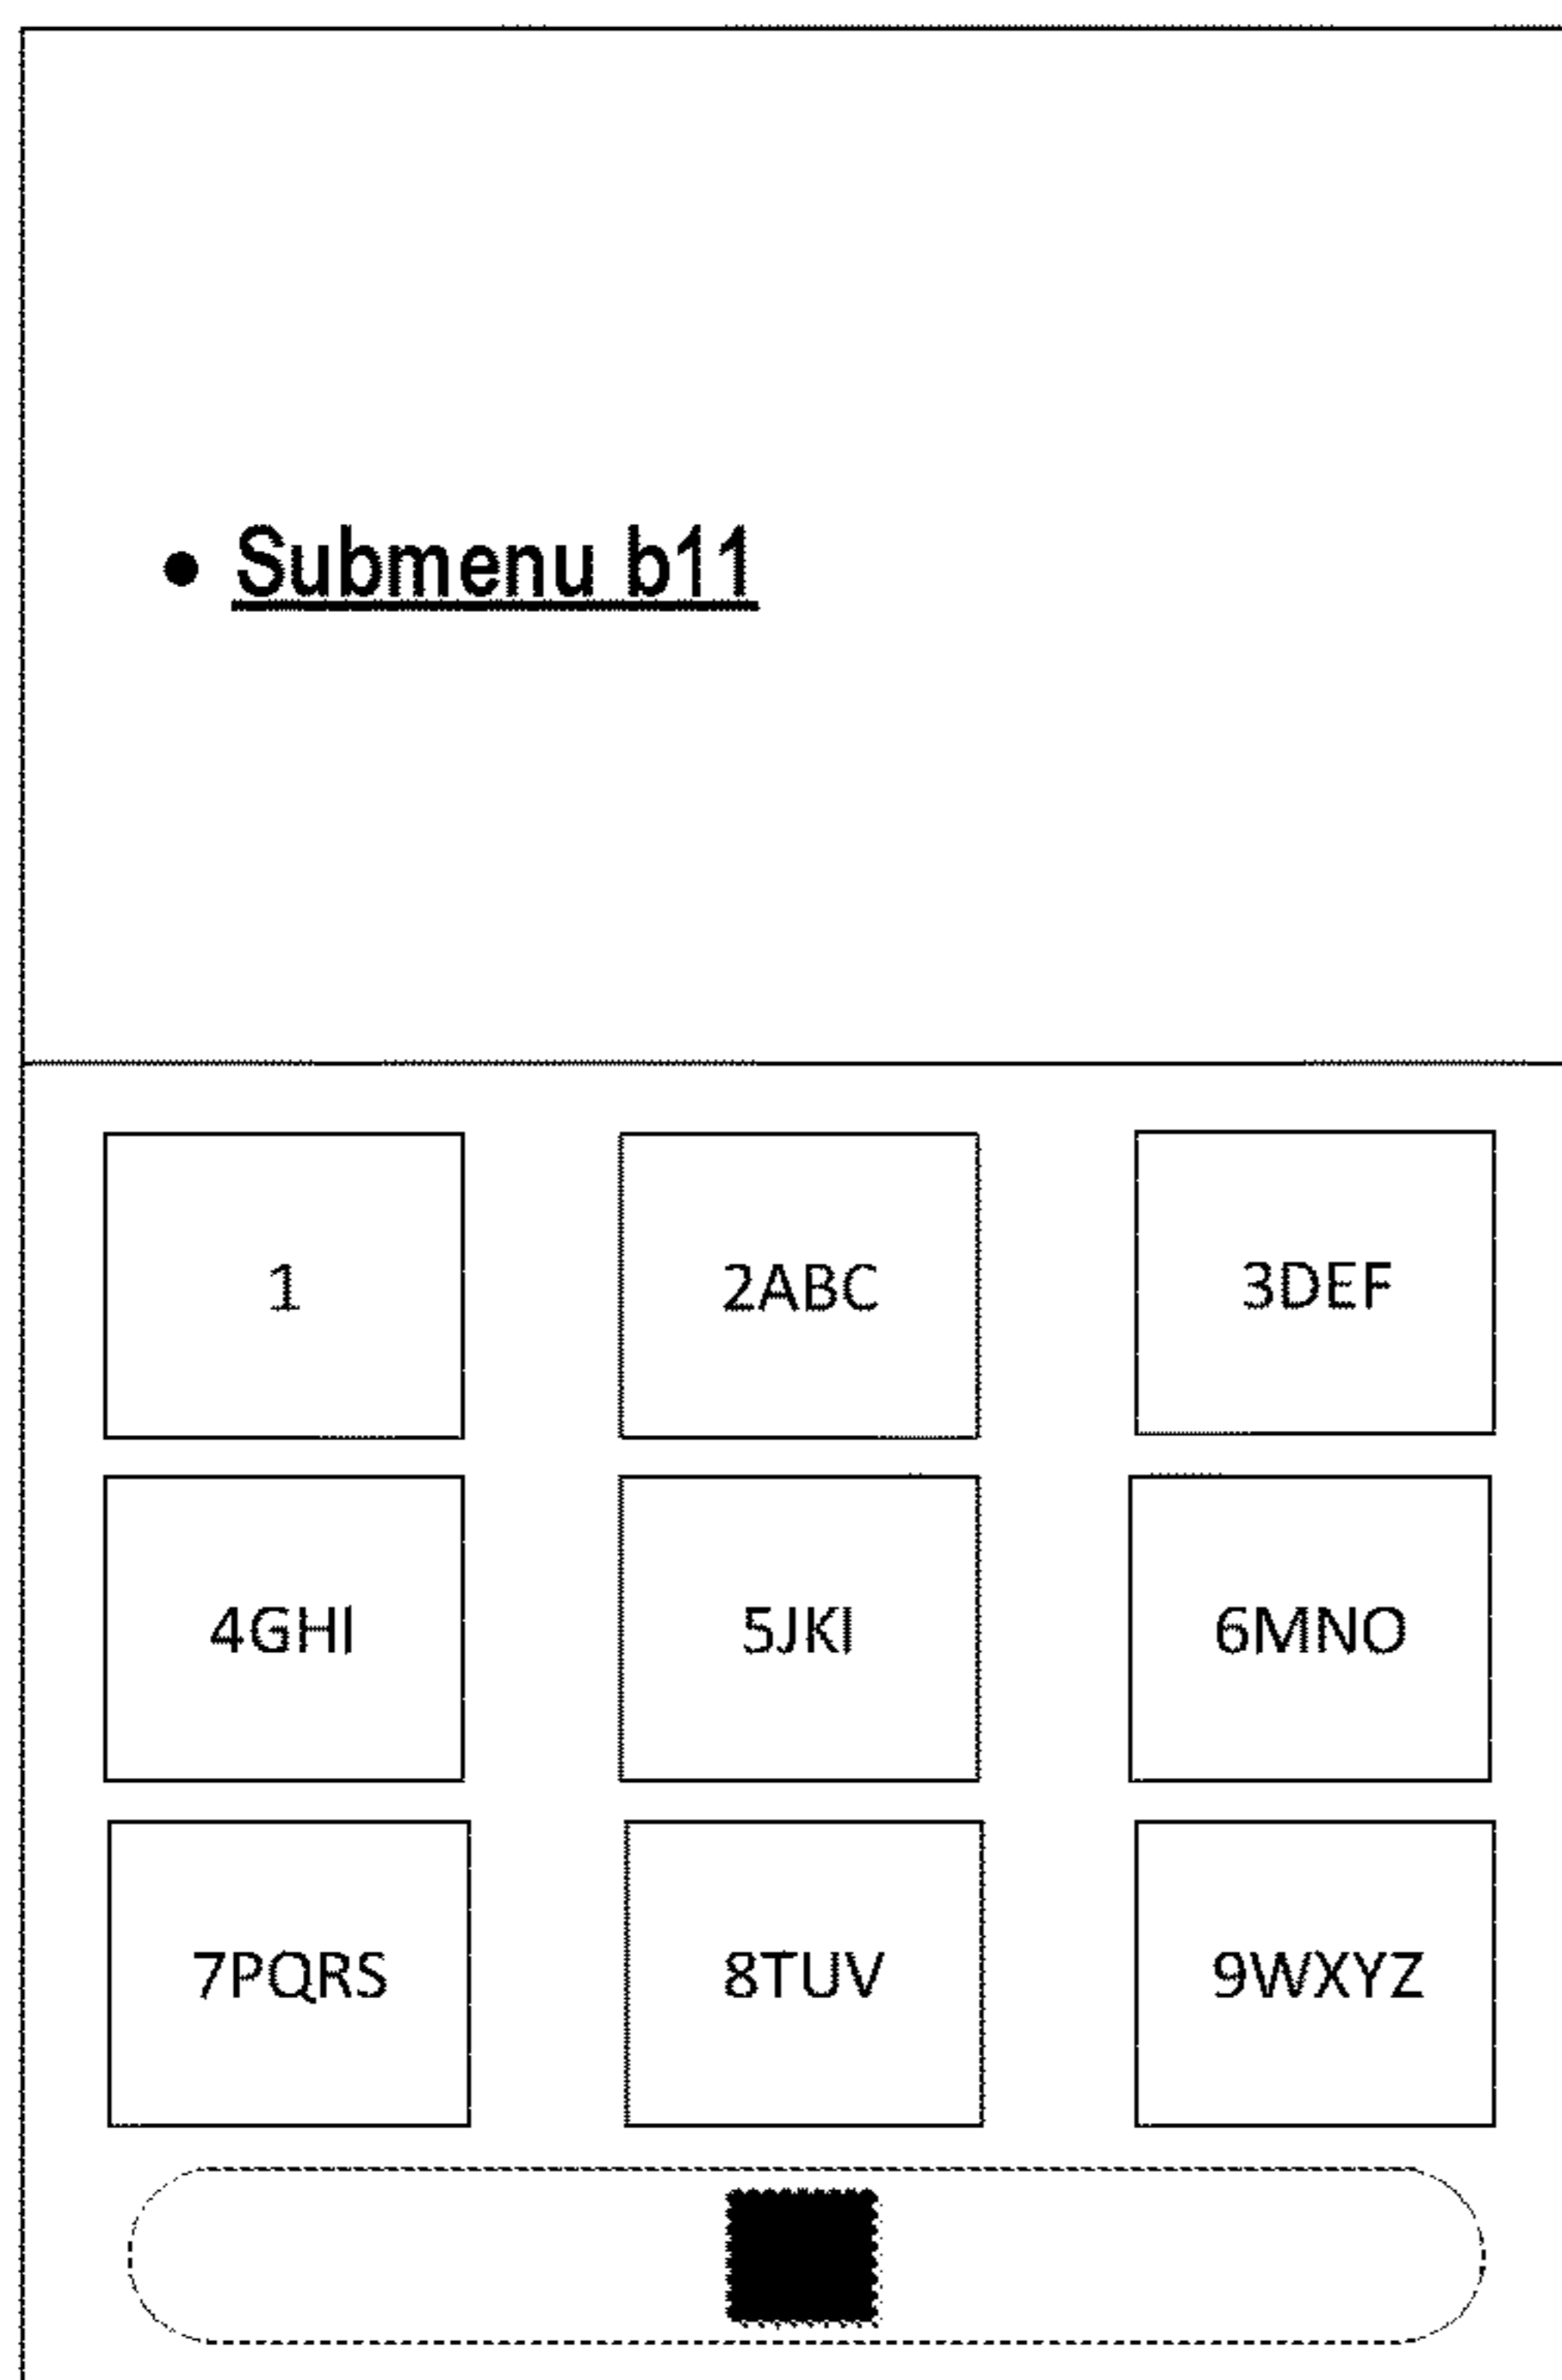 • Submenu b11
1 2ABC 3DEF
4GHI 5JKl 6MNO
7PQRS 8TUV 9WXYZ